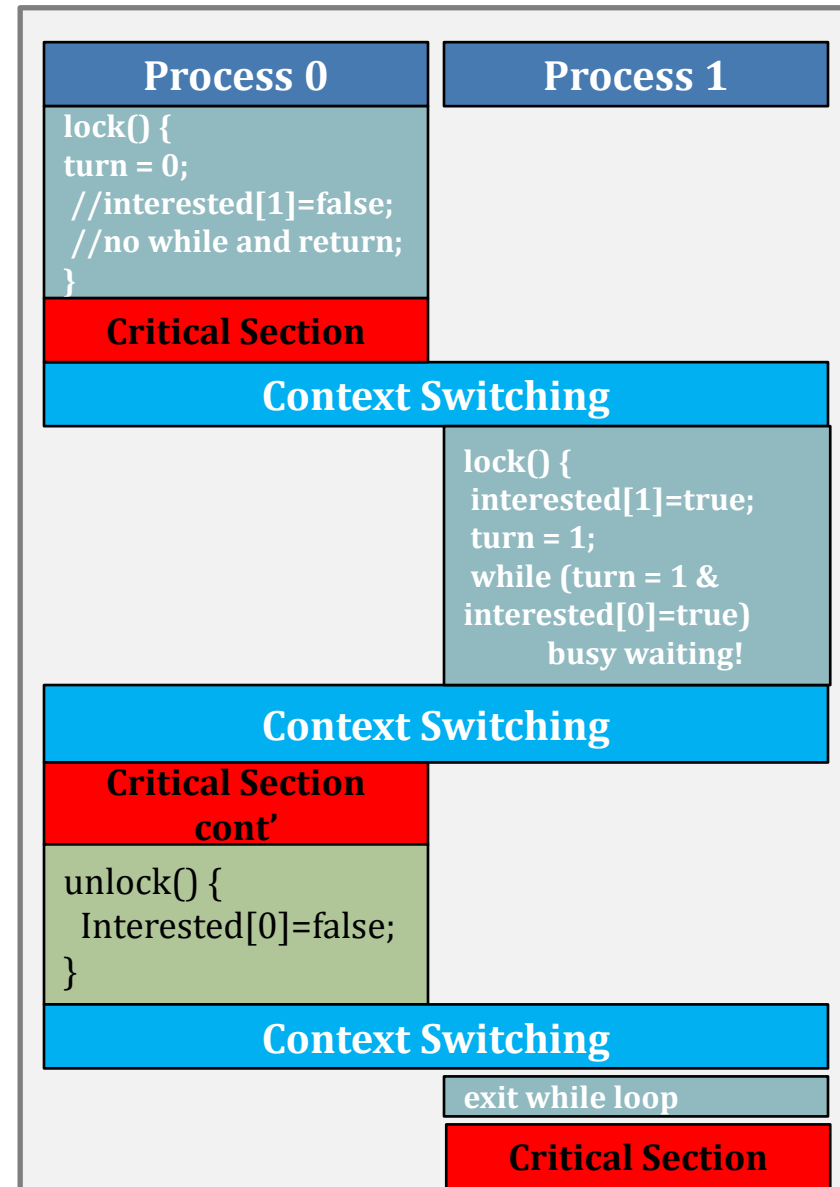 Process 0
Process 1
lock() {
turn = 0;
//interested[1]=false;
//no while and return;
}
Critical Section
Context Switching
lock() {
interested[1]=true;
turn = 1;
while (turn = 1 &
interested[0]=true)
busy waiting!
Context Switching
Critical Section
cont’
unlock() {
Interested[0]=false;
}
Context Switching
exit while loop
Critical Section